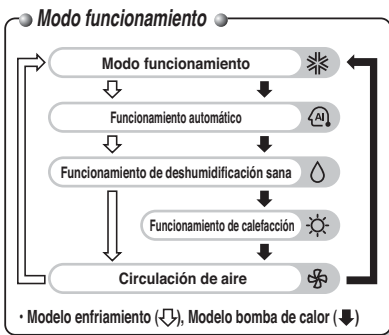 Modo funcionamiento
Modo funcionamiento
Funcionamiento automático
AI
Funcionamiento de deshumidificación sana
Funcionamiento de calefacción
Circulación de aire
· Modelo enfriamiento (⇩), Modelo bomba de calor (⬇)